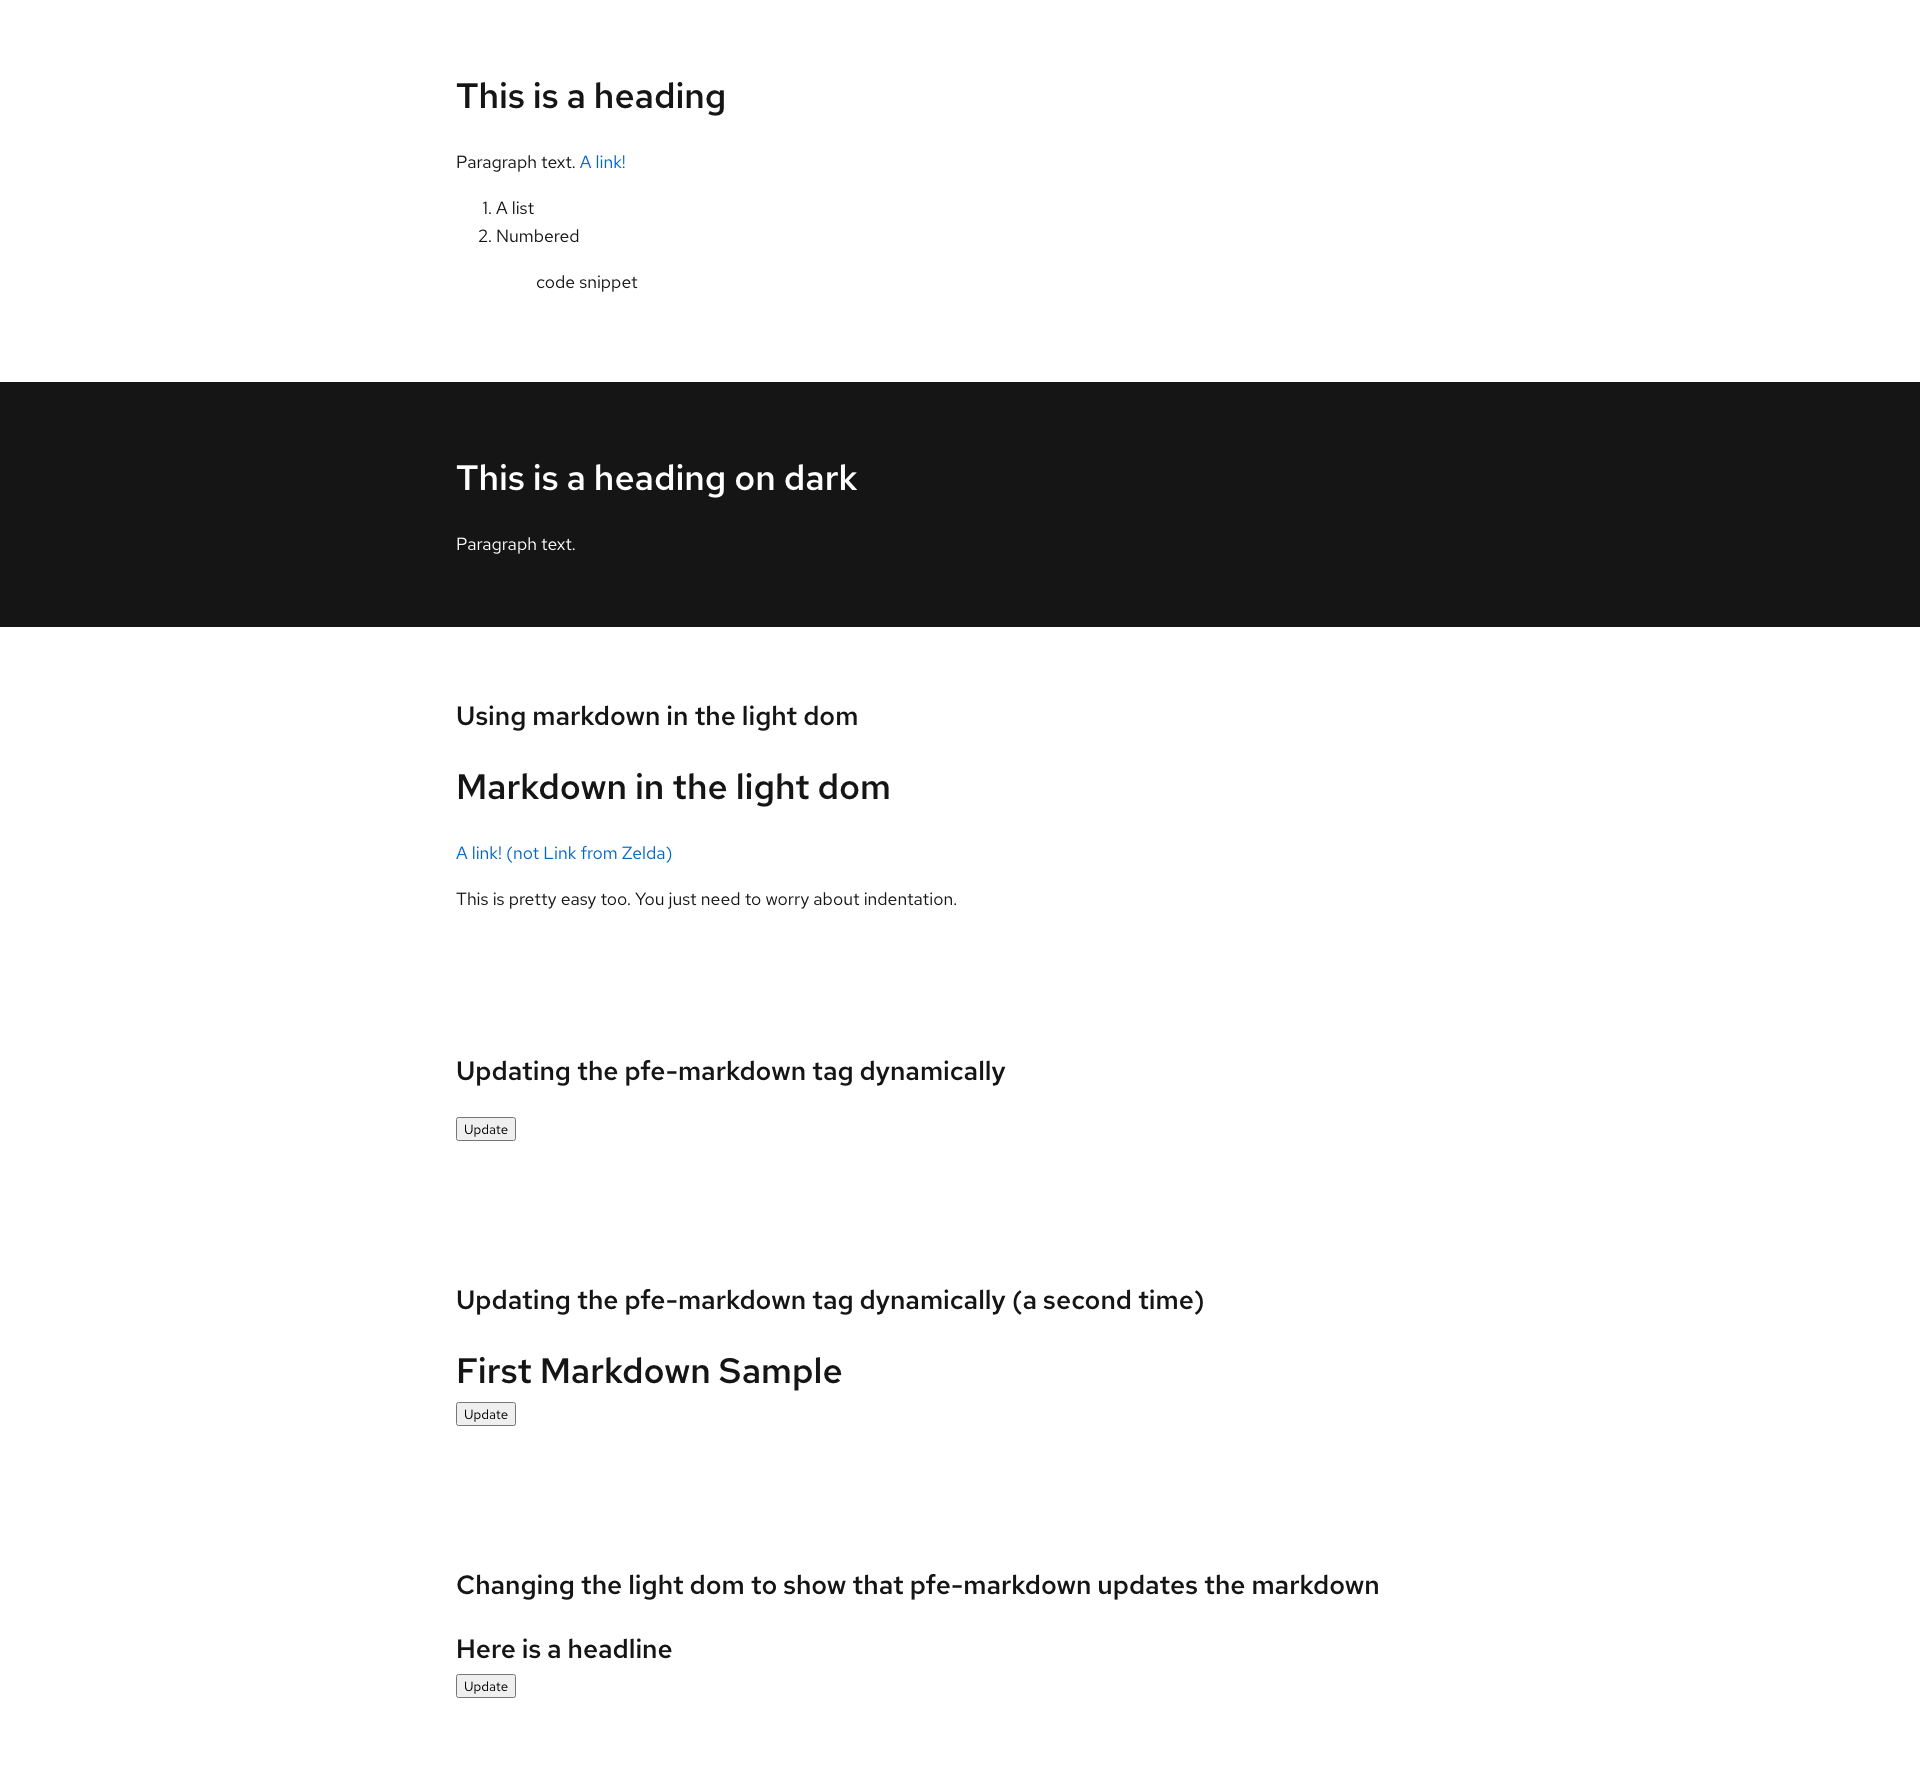 This is a heading
Paragraph text. A link!
1. A list
2. Numbered
code snippet
This is a heading on dark
Paragraph text.
Using markdown in the light dom
Markdown in the light dom
A link! (not Link from Zelda)
This is pretty easy too. You just need to worry about indentation.
Updating the pfe-markdown tag dynamically
Update
Updating the pfe-markdown tag dynamically (a second time)
First Markdown Sample
Update
Changing the light dom to show that pfe-markdown updates the markdown
Here is a headline
Update